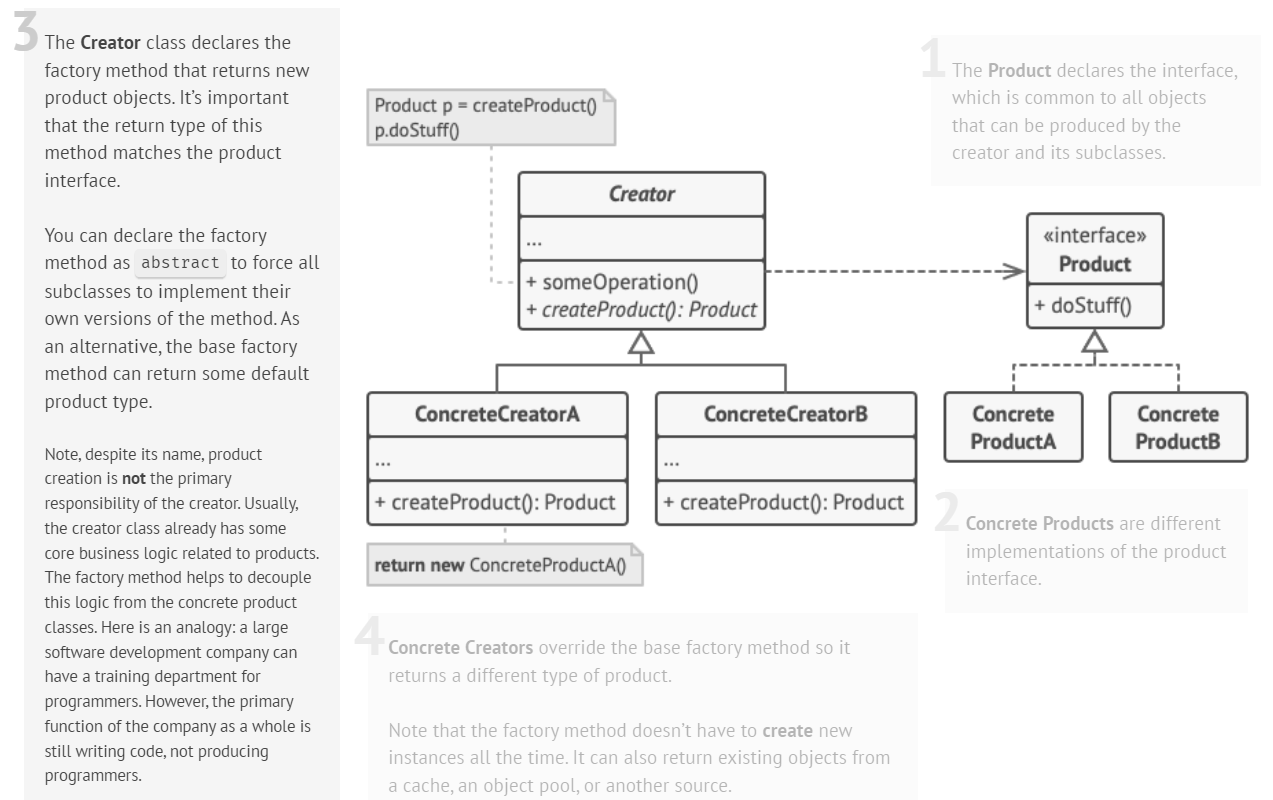 3
The Creator class declares the
factory method that returns new
product objects. It’s important
that the return type of this
method matches the product
interface.
You can declare the factory
method as abstract to force all
subclasses to implement their
own versions of the method. As
an alternative, the base factory
method can return some default
product type.
Note, despite its name, product
creation is not the primary
responsibility of the creator. Usually,
the creator class already has some
core business logic related to products.
The factory method helps to decouple
this logic from the concrete product
classes. Here is an analogy: a large
software development company can
have a training department for
programmers. However, the primary
function of the company as a whole is
still writing code, not producing
programmers.
Product p = createProduct()
p.doStuff()
Creator
...
+ someOperation()
+ createProduct(): Product
ConcreteCreatorA
...
+ createProduct(): Product
return new ConcreteProductA()
ConcreteCreatorB
...
+ createProduct(): Product
1
The Product declares the interface,
which is common to all objects
that can be produced by the
creator and its subclasses.
«interface»
Product
+ doStuff()
Concrete
ProductA
Concrete
ProductB
2
Concrete Products are different
implementations of the product
interface.
4
Concrete Creators override the base factory method so it
returns a different type of product.
Note that the factory method doesn’t have to create new
instances all the time. It can also return existing objects from
a cache, an object pool, or another source.